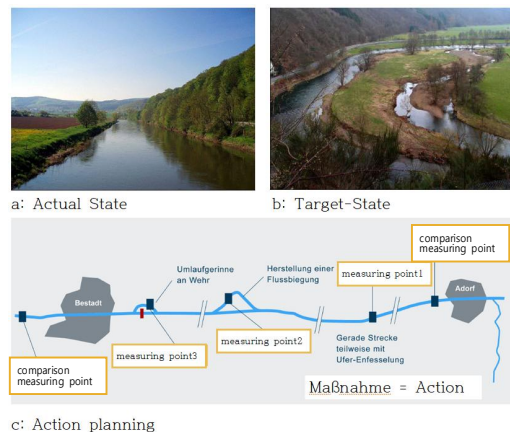 a: Actual State
b: Target-State
comparison
measuring point
Umlaufgerinne
an Wehr
Herstellung einer
Flussbiegung
measuring point1
Bestadt
Adorf
measuring point3
measuring point2
Gerade Strecke
teilweise mit
Ufer-Enfesselung
comparison
measuring point
Maßnahme = Action
c: Action planning